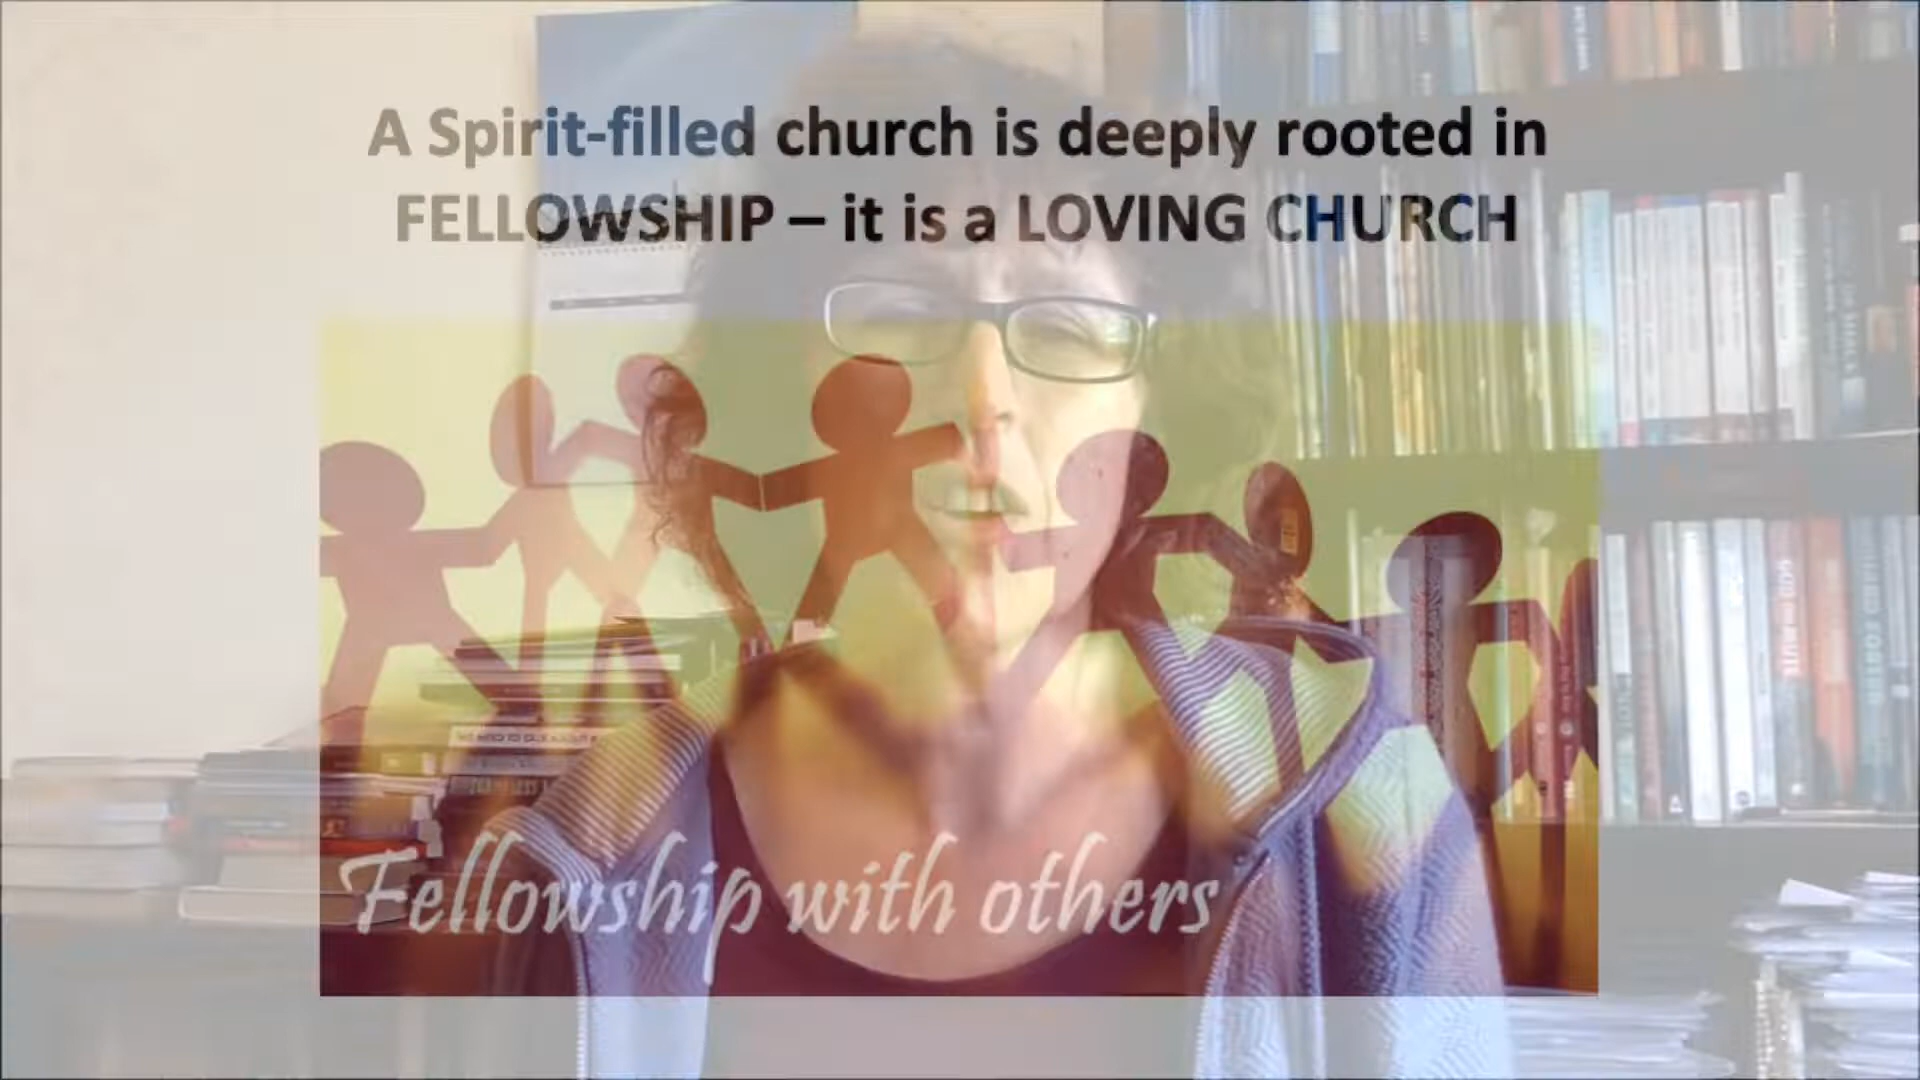 A Spirit-filled church is deeply rooted in
FELLOWSHIP – it is a LOVING CHURCH
Fellowship with others